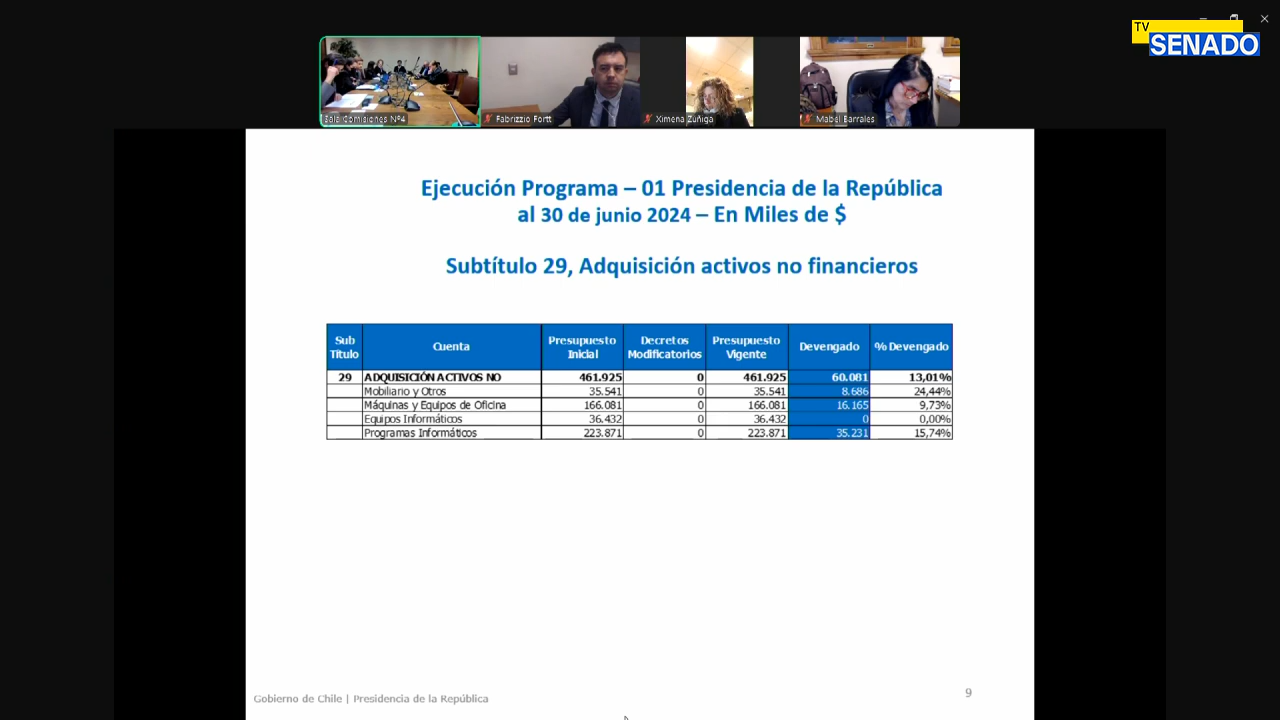 TV
SENADO
Sala Comisiones Nº4
Fabrizzio Fortt
Ximena Zúñiga
Mabel Barrales
Ejecución Programa – 01 Presidencia de la República
al 30 de junio 2024 – En Miles de $
Subtítulo 29, Adquisición activos no financieros
Sub Título Cuenta Presupuesto Inicial Decretos Modificatorios Presupuesto Vigente Devengado % Devengado
29 ADQUISICIÓN ACTIVOS NO 461.925 0 461.925 60.081 13,01%
Mobiliario y Otros 35.541 0 35.541 8.686 24,44%
Máquinas y Equipos de Oficina 166.081 0 166.081 16.165 9,73%
Equipos Informáticos 36.432 0 36.432 0 0,00%
Programas Informáticos 223.871 0 223.871 35.231 15,74%
Gobierno de Chile | Presidencia de la República
9